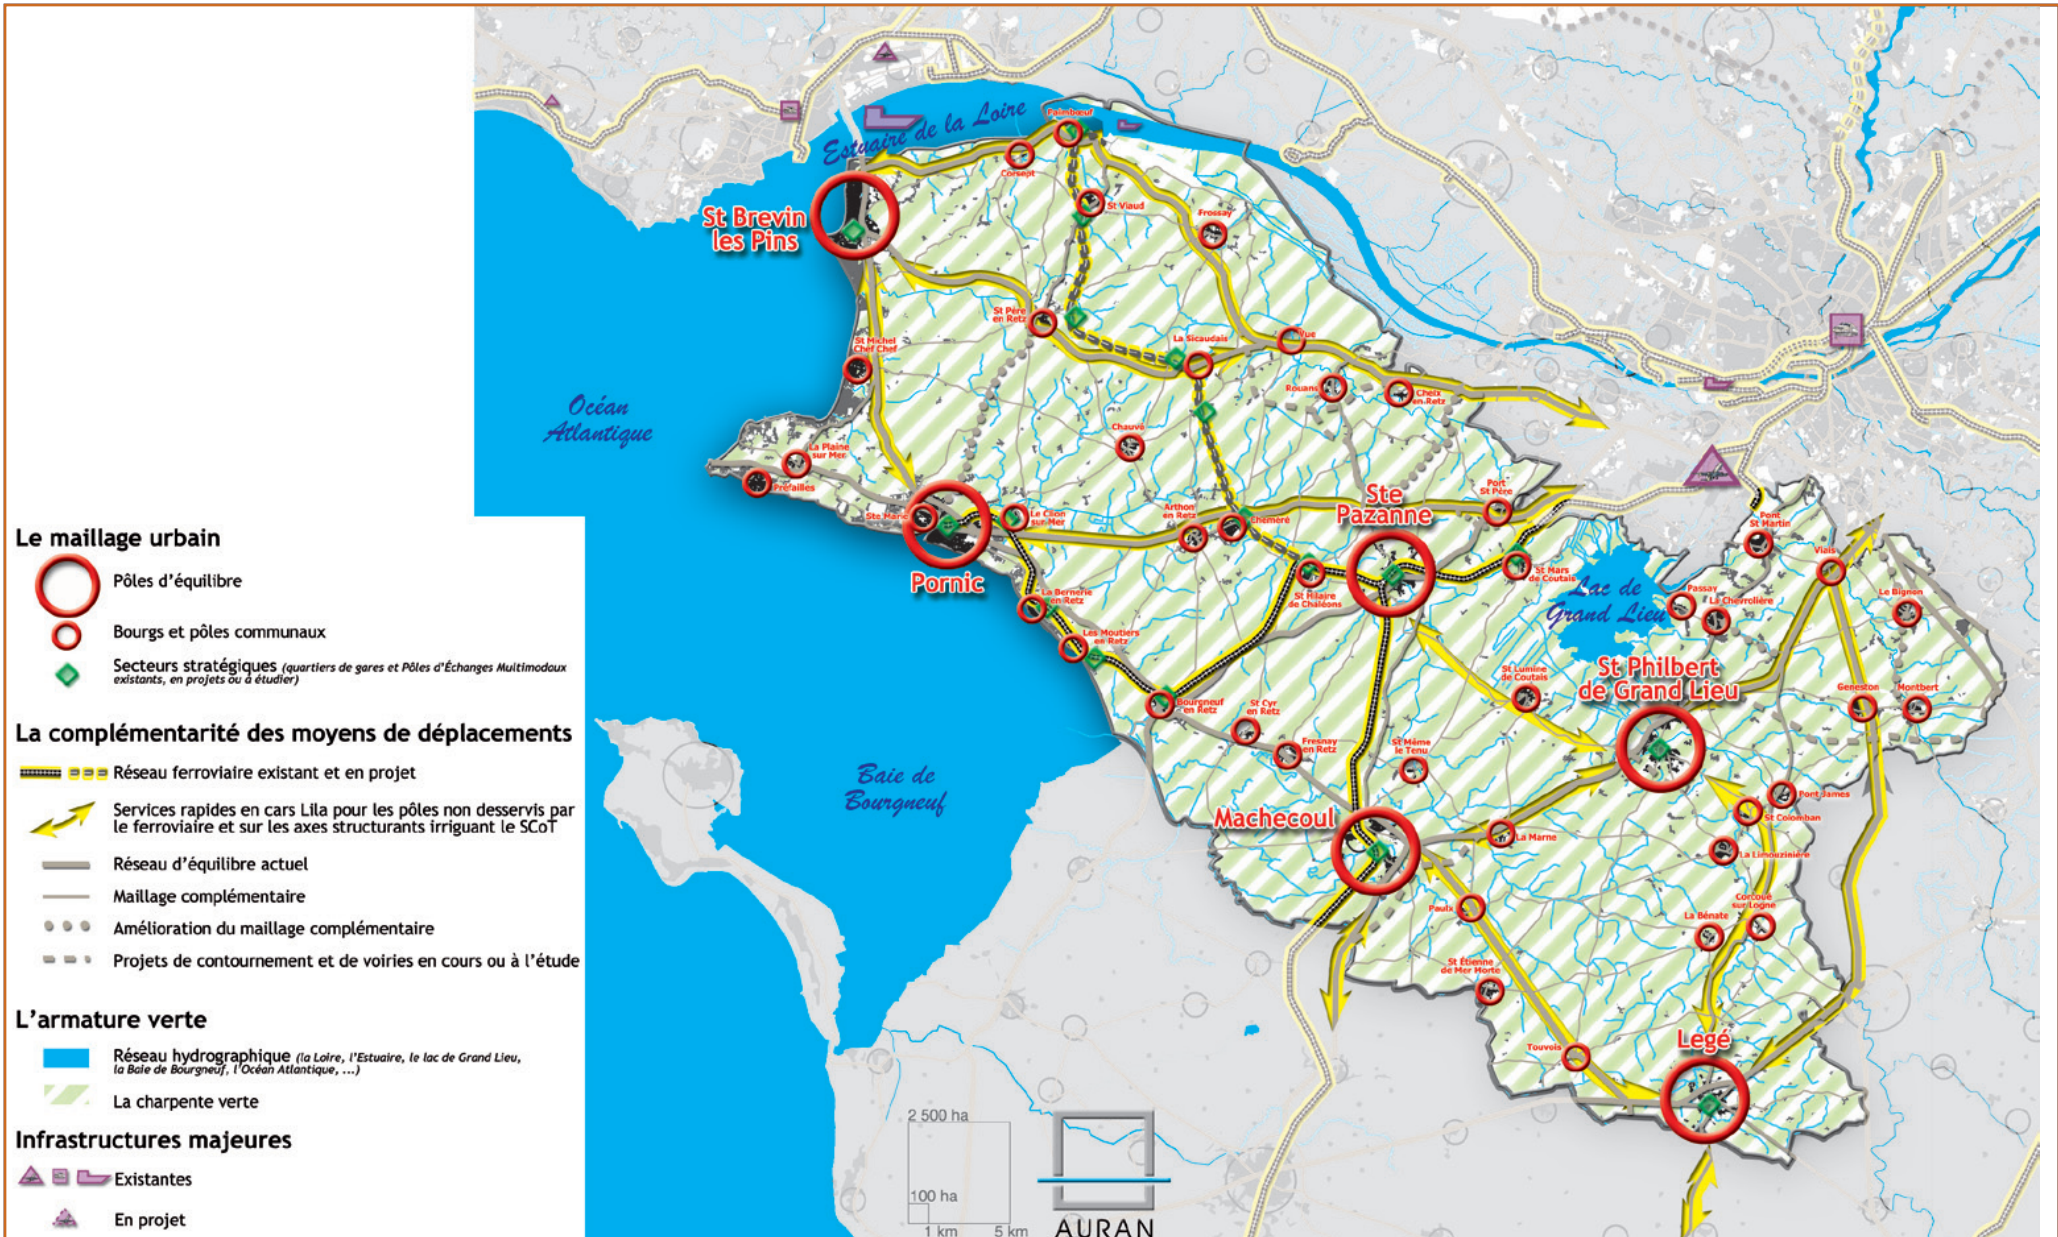 Le maillage urbain
Pôles d'équilibre
Bourgs et pôles communaux
Secteurs stratégiques (quartiers de gares et Pôles d'Échanges Multimodaux
existants, en projets ou à étudier)
La complémentarité des moyens de déplacements
Réseau ferroviaire existant et en projet
Services rapides en cars Lila pour les pôles non desservis par
le ferroviaire et sur les axes structurants irriguant le SCoT
Réseau d'équilibre actuel
Maillage complémentaire
Amélioration du maillage complémentaire
Projets de contournement et de voiries en cours ou à l'étude
L'armature verte
Réseau hydrographique (la Loire, l'Estuaire, le lac de Grand Lieu,
la Baie de Bourgneuf, l'Océan Atlantique, ...)
La charpente verte
Infrastructures majeures
Existantes
En projet
Estuaire de la Loire
Paimboeuf
Corsept
St Brevin
les Pins
St Viaud
Frossay
St Père
en Retz
La Sicaudais
Vue
St Michel
Chef Chef
Rouans
Cheix
en Retz
Océan
Atlantique
Chauvé
La Plaine
sur Mer
Préfailles
Ste Marie
Le Clion
sur Mer
Pornic
Arthon
en Retz
Chéméré
Ste
Pazanne
Port
St Père
St Hilaire
de Chaléons
St Mars
de Coutais
Lac de
Grand Lieu
Pont
St Martin
Viais
Passay
La Chevrolière
Le Bignon
La Bernerie
en Retz
Les Moutiers
en Retz
Bourgneuf
en Retz
St Cyr
en Retz
Fresnay
en Retz
St Même
le Tenu
St Lumine
de Coutais
St Philbert
de Grand Lieu
Geneston
Montbert
Baie de
Bourgneuf
Machecoul
La Marne
Pont James
St Colomban
La Limouzinière
Paulx
La Bénate
Corcoué
sur Logne
St Étienne
de Mer Morte
Touvois
Legé
2 500 ha
100 ha
1 km
5 km
AURAN